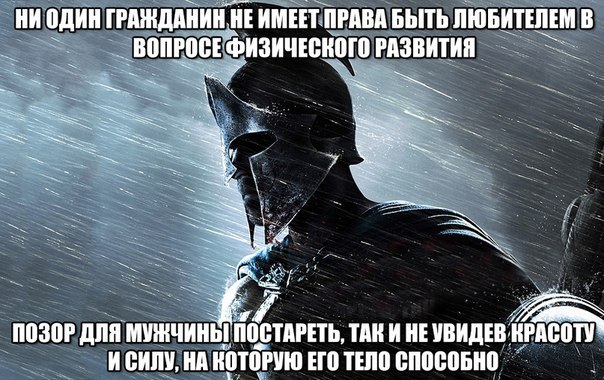 НИ ОДИН ГРАЖДАНИН НЕ ИМЕЕТ ПРАВА БЫТЬ ЛЮБИТЕЛЕМ В
ВОПРОСЕ ФИЗИЧЕСКОГО РАЗВИТИЯ
ПОЗОР ДЛЯ МУЖЧИНЫ ПОСТАРЕТЬ, ТАК И НЕ УВИДЕВ КРАСОТУ
И СИЛУ, НА КОТОРУЮ ЕГО ТЕЛО СПОСОБНО